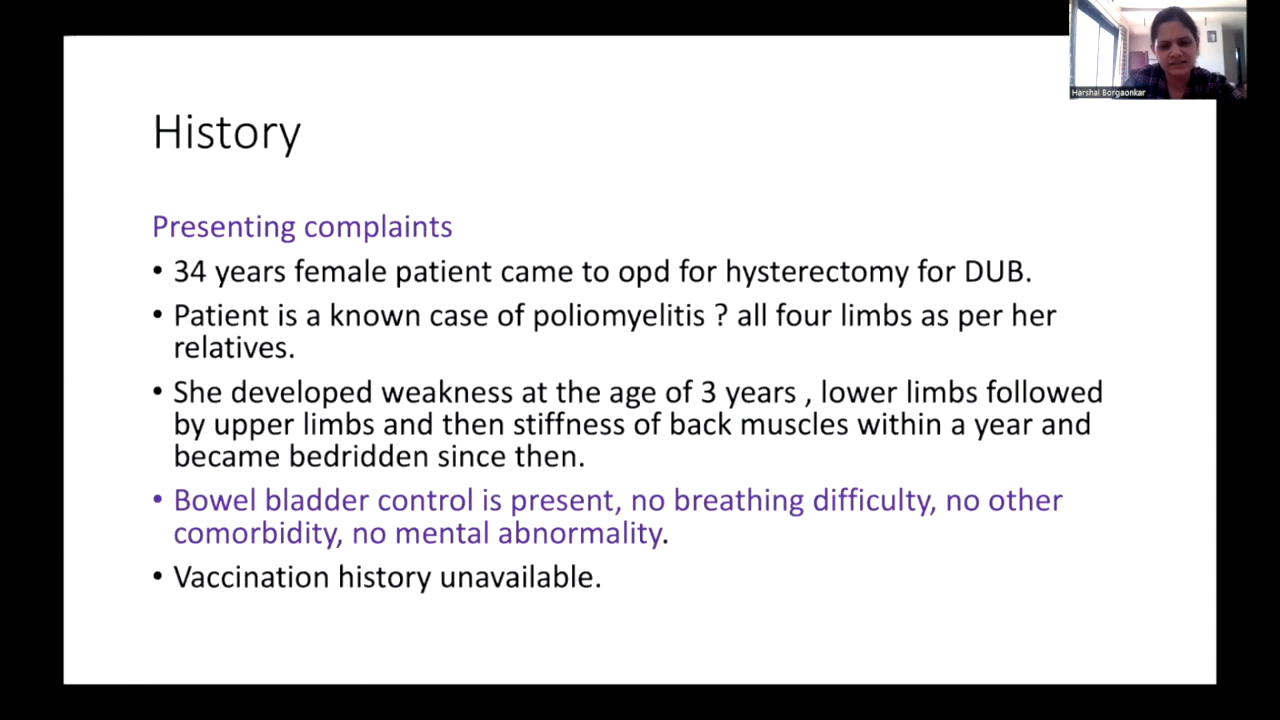 Harshal Borgaonkar
History
Presenting complaints
• 34 years female patient came to opd for hysterectomy for DUB.
• Patient is a known case of poliomyelitis ? all four limbs as per her
relatives.
• She developed weakness at the age of 3 years , lower limbs followed
by upper limbs and then stiffness of back muscles within a year and
became bedridden since then.
• Bowel bladder control is present, no breathing difficulty, no other
comorbidity, no mental abnormality.
• Vaccination history unavailable.